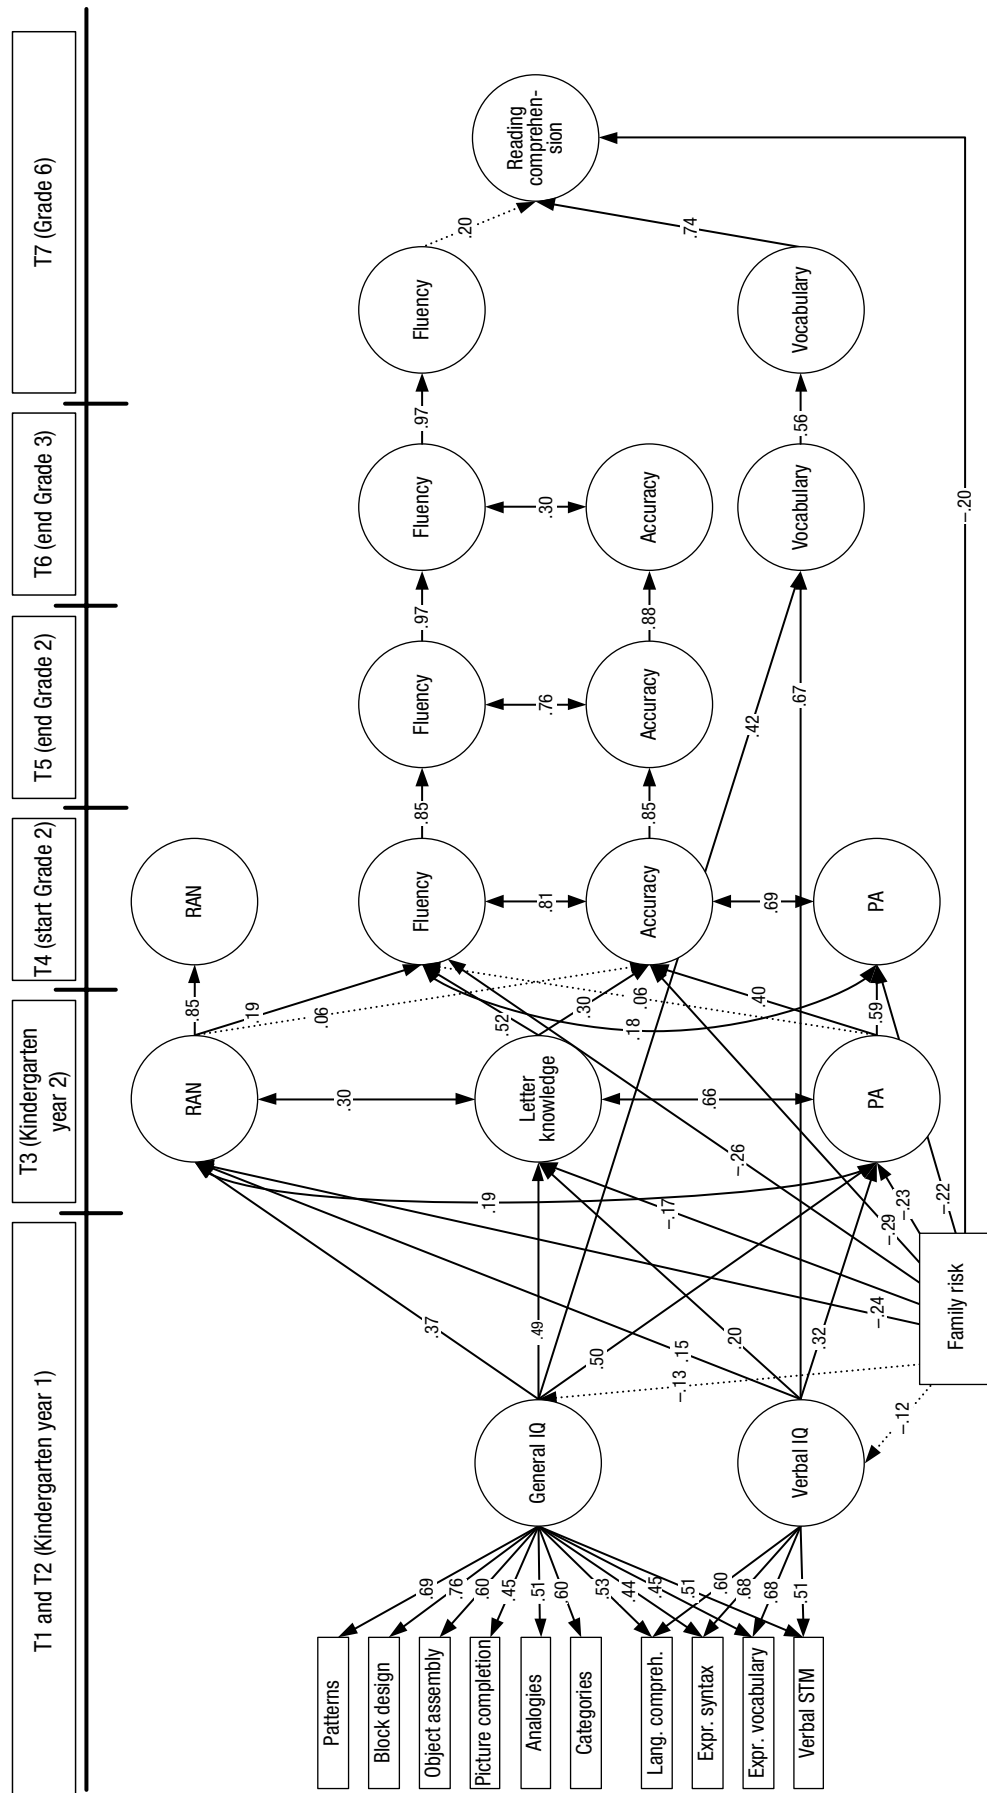 T1 and T2 (Kindergarten year 1)
T3 (Kindergarten
year 2)
T4 (start Grade 2)
T5 (end Grade 2)
T6 (end Grade 3)
T7 (Grade 6)
Patterns
Block design
Object assembly
Picture completion
Analogies
Categories
Lang. compreh.
Expr. syntax
Expr. vocabulary
Verbal STM
.69
.76
.60
.45
.51
.60
.53
.44
.45
.51
.60
.68
.68
.51
General IQ
Verbal IQ
Family risk
–.13
–.12
.37
.49
.50
.15
.20
.32
–.24
–.17
–.26
–.29
–.23
–.22
.19
RAN
Letter
knowledge
PA
.30
.66
.85
.19
.06
.52
.30
.18
.06
.40
.59
RAN
Fluency
Accuracy
PA
.81
.69
.85
.85
.42
.67
Fluency
Accuracy
.76
.97
.88
Fluency
Accuracy
Vocabulary
.30
.97
.56
–.20
Fluency
Vocabulary
.20
.74
Reading
comprehen-
sion